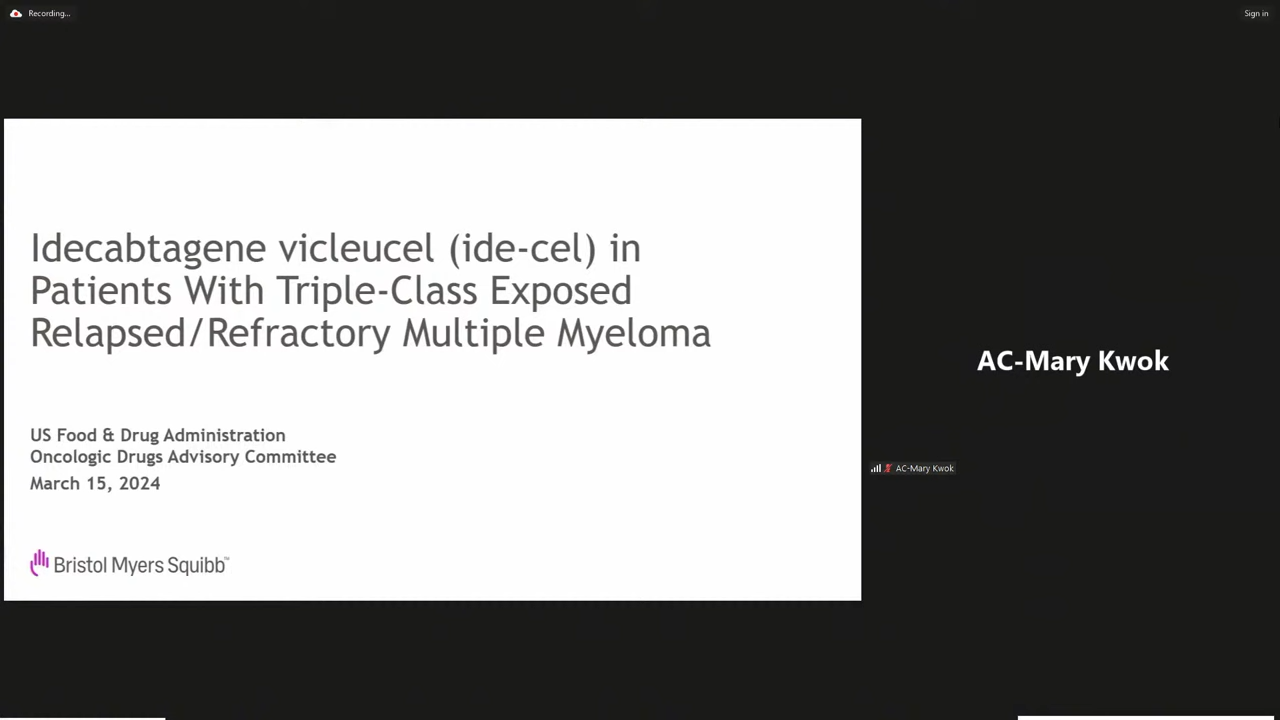 Recording...
Sign in
Idecabtagene vicleucel (ide-cel) in
Patients With Triple-Class Exposed
Relapsed/Refractory Multiple Myeloma
US Food & Drug Administration
Oncologic Drugs Advisory Committee
March 15, 2024
Bristol Myers Squibb™
AC-Mary Kwok
AC-Mary Kwok